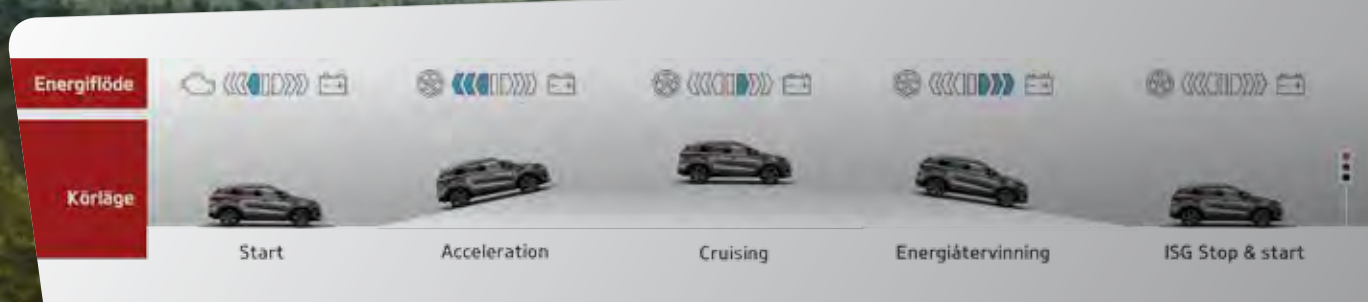 Energiflöde
Körläge
Start
Acceleration
Cruising
Energiåtervinning
ISG Stop & start